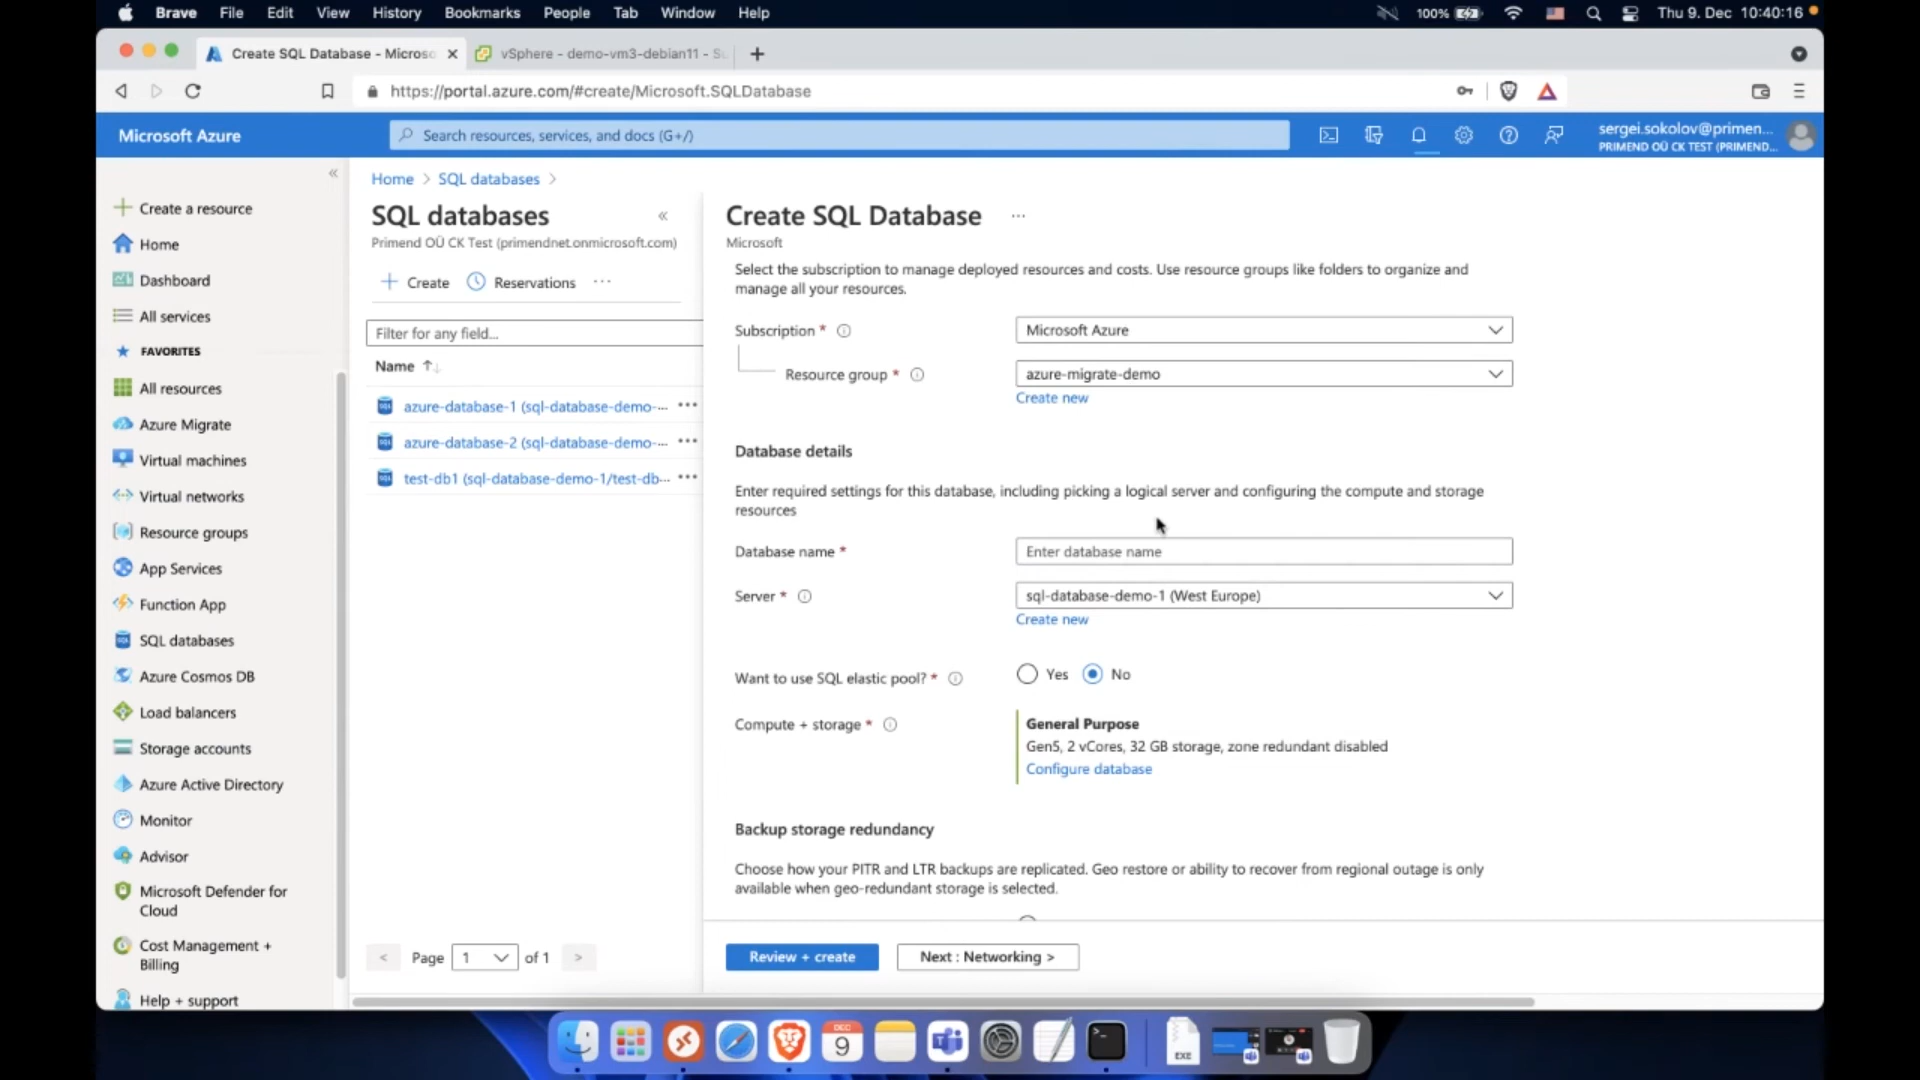 Brave File Edit View History Bookmarks People Tab Window Help 100% Thu 9. Dec 10:40:16
Create SQL Database - Microso vSphere - demo-vm3-debian11 - Su
https://portal.azure.com/#create/Microsoft.SQLDatabase
Microsoft Azure
Search resources, services, and docs (G+/)
sergei.sokolov@primen...
PRIMEND OÜ CK TEST (PRIMEND...
Create a resource
Home
Dashboard
All services
FAVORITES
All resources
Azure Migrate
Virtual machines
Virtual networks
Resource groups
App Services
Function App
SQL databases
Azure Cosmos DB
Load balancers
Storage accounts
Azure Active Directory
Monitor
Advisor
Microsoft Defender for
Cloud
Cost Management +
Billing
Help + support
Home > SQL databases >
SQL databases
Primend OÜ CK Test (primendnet.onmicrosoft.com)
Create Reservations ...
Filter for any field...
Name
azure-database-1 (sql-database-demo-...
azure-database-2 (sql-database-demo-...
test-db1 (sql-database-demo-1/test-db...
< Page 1 of 1 >
Create SQL Database ...
Microsoft
Select the subscription to manage deployed resources and costs. Use resource groups like folders to organize and
manage all your resources.
Subscription * Microsoft Azure
Resource group * azure-migrate-demo
Create new
Database details
Enter required settings for this database, including picking a logical server and configuring the compute and storage
resources
Database name * Enter database name
Server * sql-database-demo-1 (West Europe)
Create new
Want to use SQL elastic pool? * Yes No
Compute + storage * General Purpose
Gen5, 2 vCores, 32 GB storage, zone redundant disabled
Configure database
Backup storage redundancy
Choose how your PITR and LTR backups are replicated. Geo restore or ability to recover from regional outage is only
available when geo-redundant storage is selected.
Review + create Next : Networking >
DEC
9
EXE